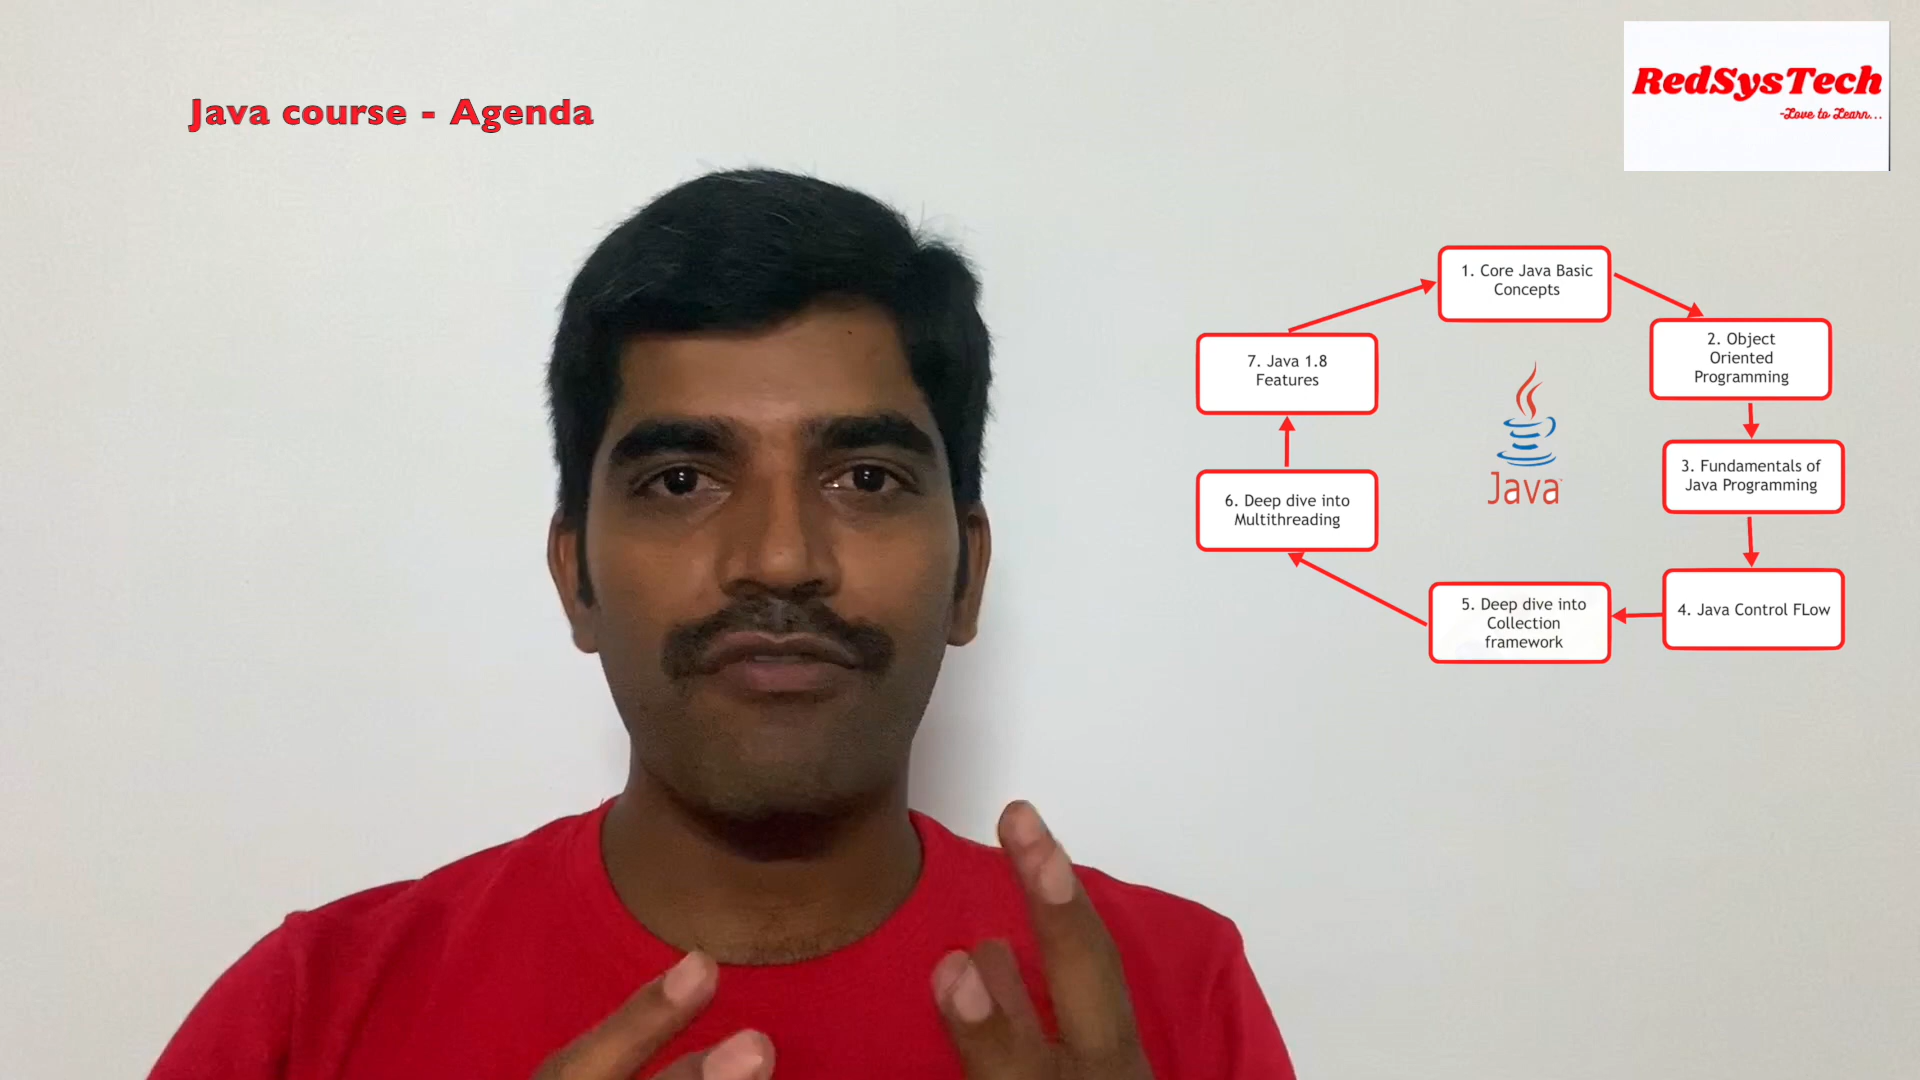 Java course - Agenda
RedSysTech
-Love to Learn...
1. Core Java Basic
Concepts
2. Object
Oriented
Programming
3. Fundamentals of
Java Programming
4. Java Control FLow
5. Deep dive into
Collection
framework
6. Deep dive into
Multithreading
7. Java 1.8
Features
Java